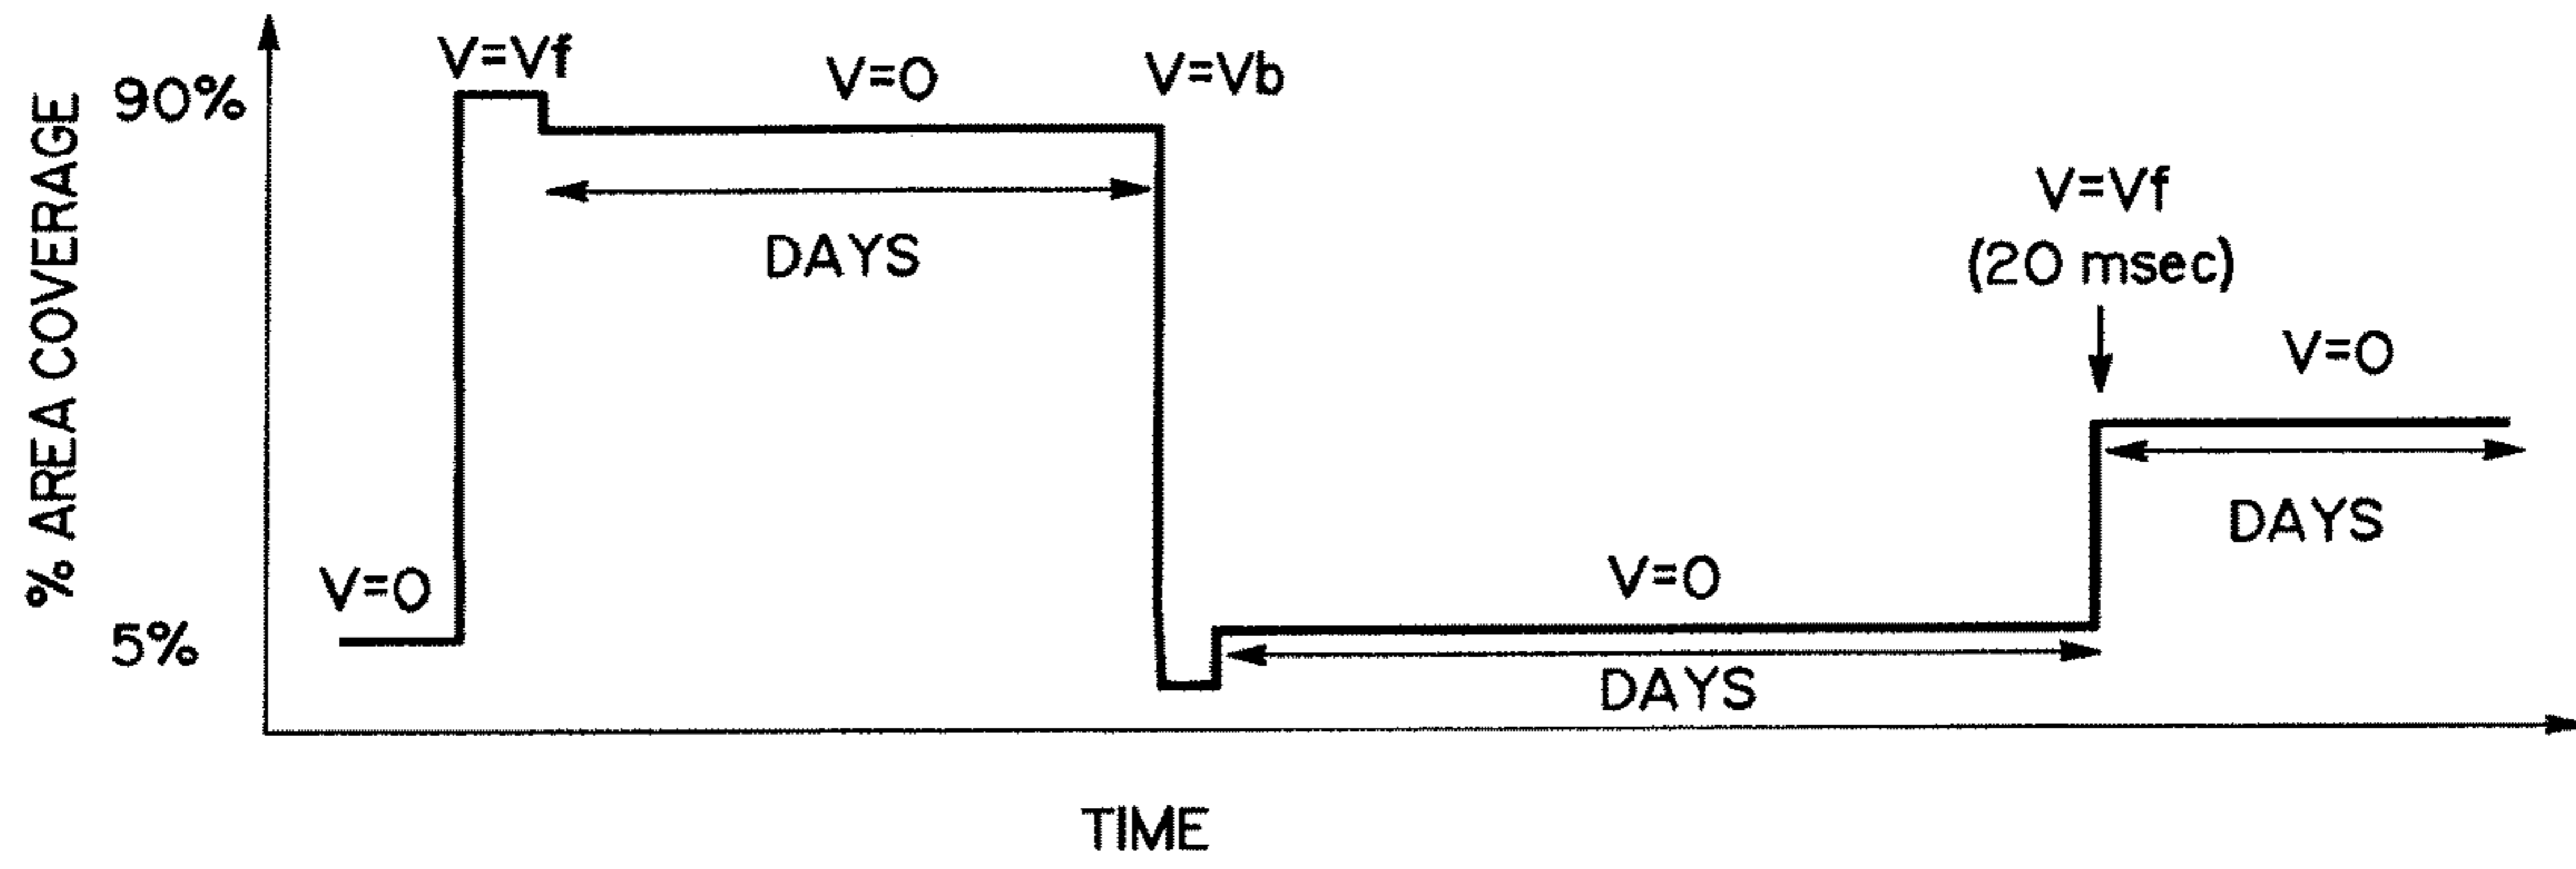 % AREA COVERAGE
90%
5%
V=0
V=Vf
V=0
DAYS
V=Vb
V=0
DAYS
V=Vf
(20 msec)
V=0
DAYS
TIME